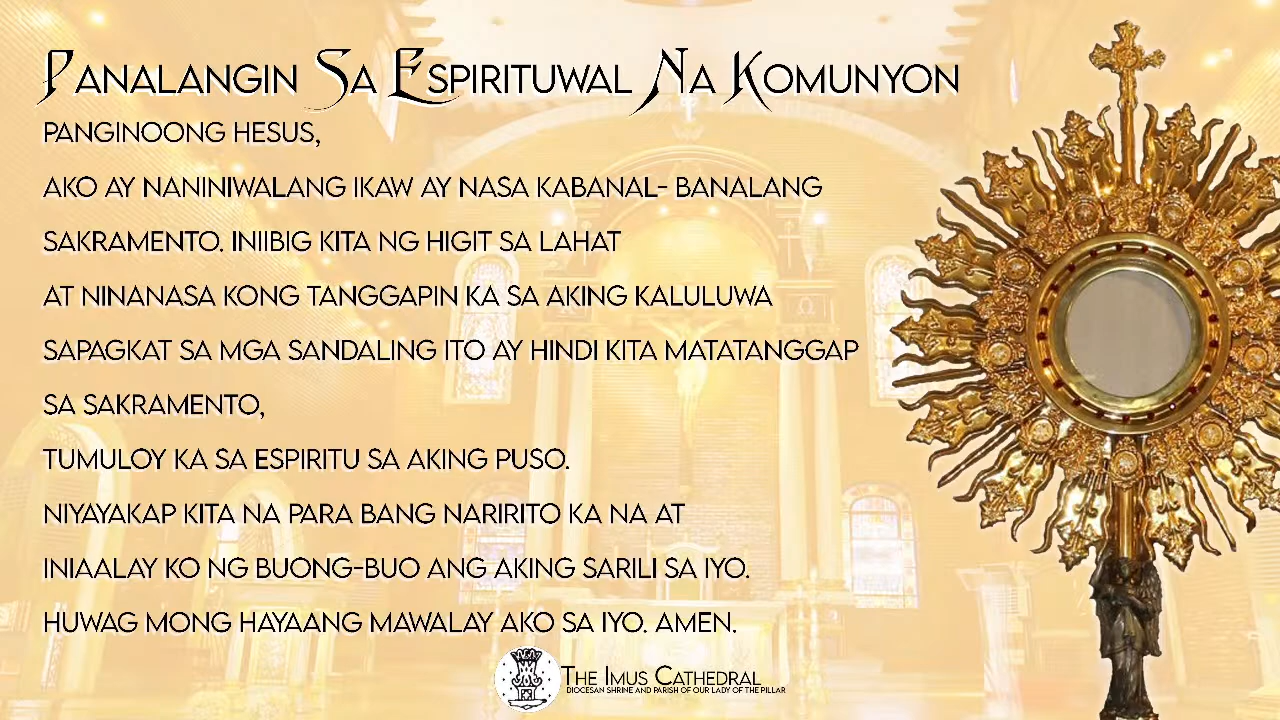 Panalangin Sa Espirituwal Na Komunyon
PANGINOONG HESUS,
AKO AY NANINIWALANG IKAW AY NASA KABANAL- BANALANG
SAKRAMENTO. INIIBIG KITA NG HIGIT SA LAHAT
AT NINANASA KONG TANGGAPIN KA SA AKING KALULUWA
SAPAGKAT SA MGA SANDALING ITO AY HINDI KITA MATATANGGAP
SA SAKRAMENTO,
TUMULOY KA SA ESPIRITU SA AKING PUSO.
NIYAYAKAP KITA NA PARA BANG NARIRITO KA NA AT
INIAALAY KO NG BUONG-BUO ANG AKING SARILI SA IYO.
HUWAG MONG HAYAANG MAWALAY AKO SA IYO. AMEN.
The Imus Cathedral
DIOCESAN SHRINE AND PARISH OF OUR LADY OF THE PILLAR